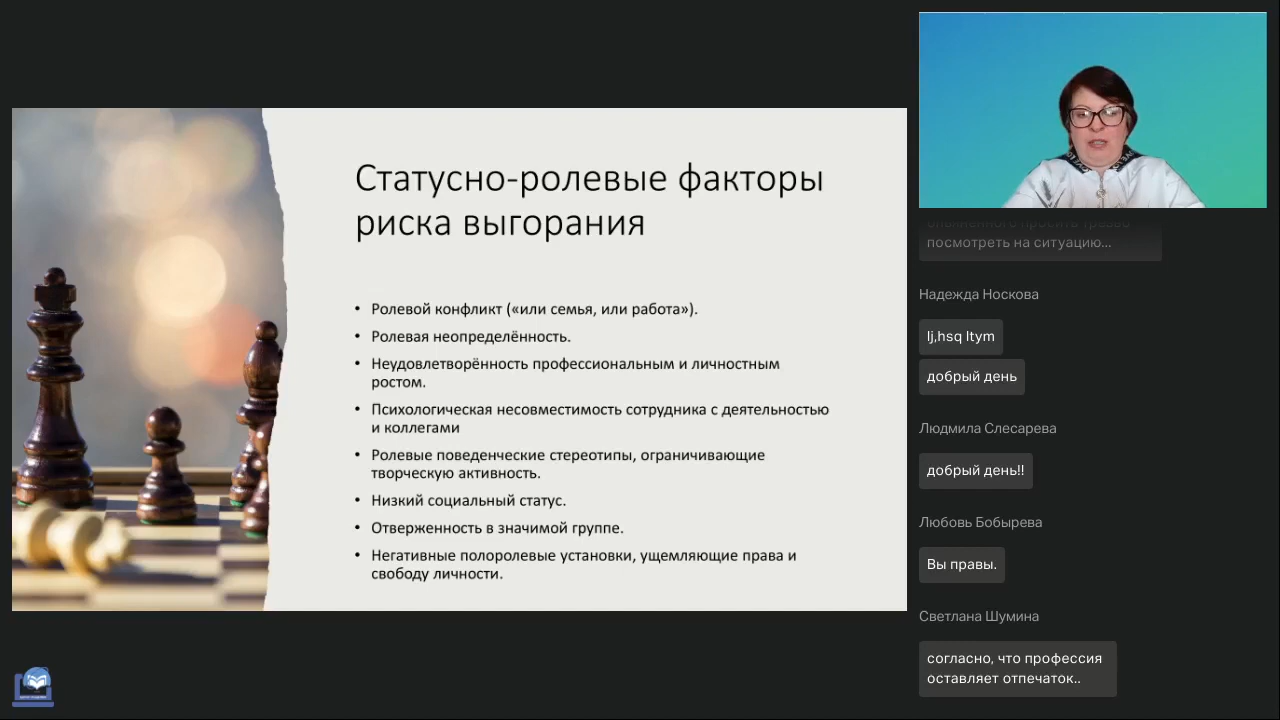 Статусно-ролевые факторы
риска выгорания
• Ролевой конфликт («или семья, или работа»).
• Ролевая неопределённость.
• Неудовлетворённость профессиональным и личностным
ростом.
• Психологическая несовместимость сотрудника с деятельностью
и коллегами
• Ролевые поведенческие стереотипы, ограничивающие
творческую активность.
• Низкий социальный статус.
• Отверженность в значимой группе.
• Негативные полоролевые установки, ущемляющие права и
свободу личности.
посмотреть на ситуацию...
Надежда Носкова
lj,hsq ltym
добрый день
Людмила Слесарева
добрый день!!
Любовь Бобырева
Вы правы.
Светлана Шумина
согласно, что профессия
оставляет отпечаток..